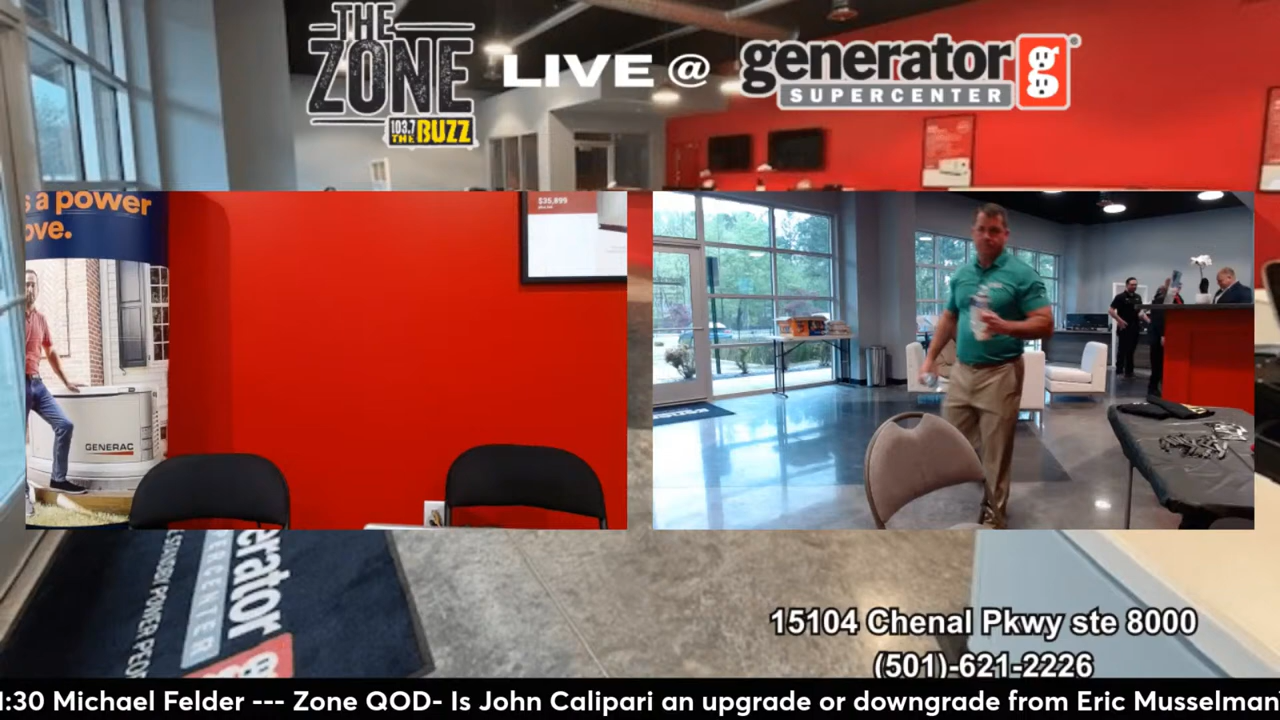 THE
ZONE
103.7
THE BUZZ
LIVE @
generator
SUPERCENTER
s a power
ove.
GENERAC
$35,899
erator
ERCENTER
15104 Chenal Pkwy ste 8000
(501)-621-2226
1:30 Michael Felder --- Zone QOD- Is John Calipari an upgrade or downgrade from Eric Musselman